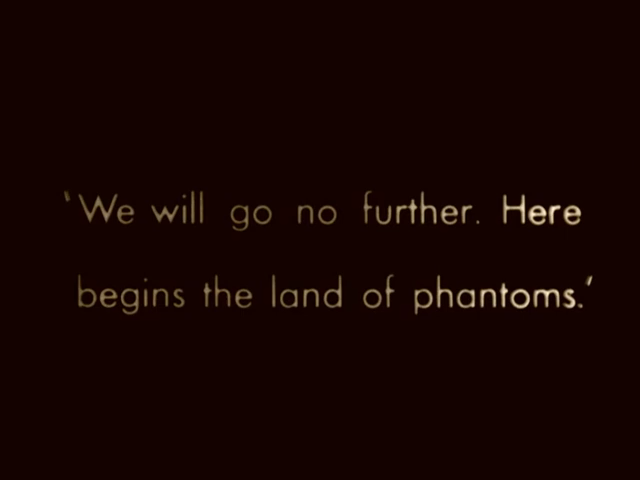 'We will go no further. Here
begins the land of phantoms.'